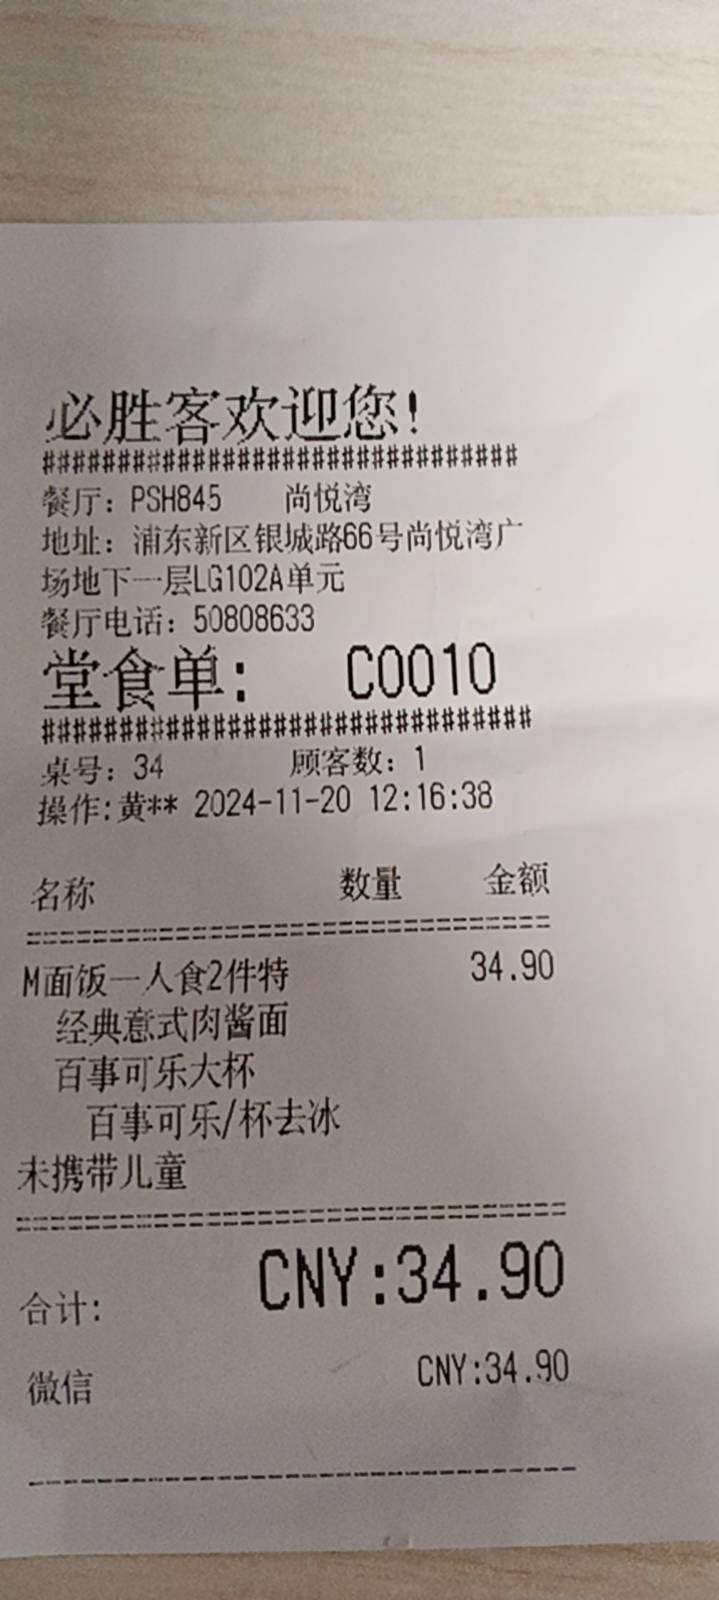 必胜客欢迎您!
######################################
餐厅: PSH845 尚悦湾
地址: 浦东新区银城路66号尚悦湾广
场地下一层LG102A单元
餐厅电话: 50808633
堂食单: C0010
######################################
桌号: 34 顾客数: 1
操作:黄** 2024-11-20 12:16:38
名称 数量 金额
======================================
M面饭一人食2件特 34.90
经典意式肉酱面
百事可乐大杯
百事可乐/杯去冰
未携带儿童
======================================
合计: CNY:34.90
微信 CNY:34.90
--------------------------------------